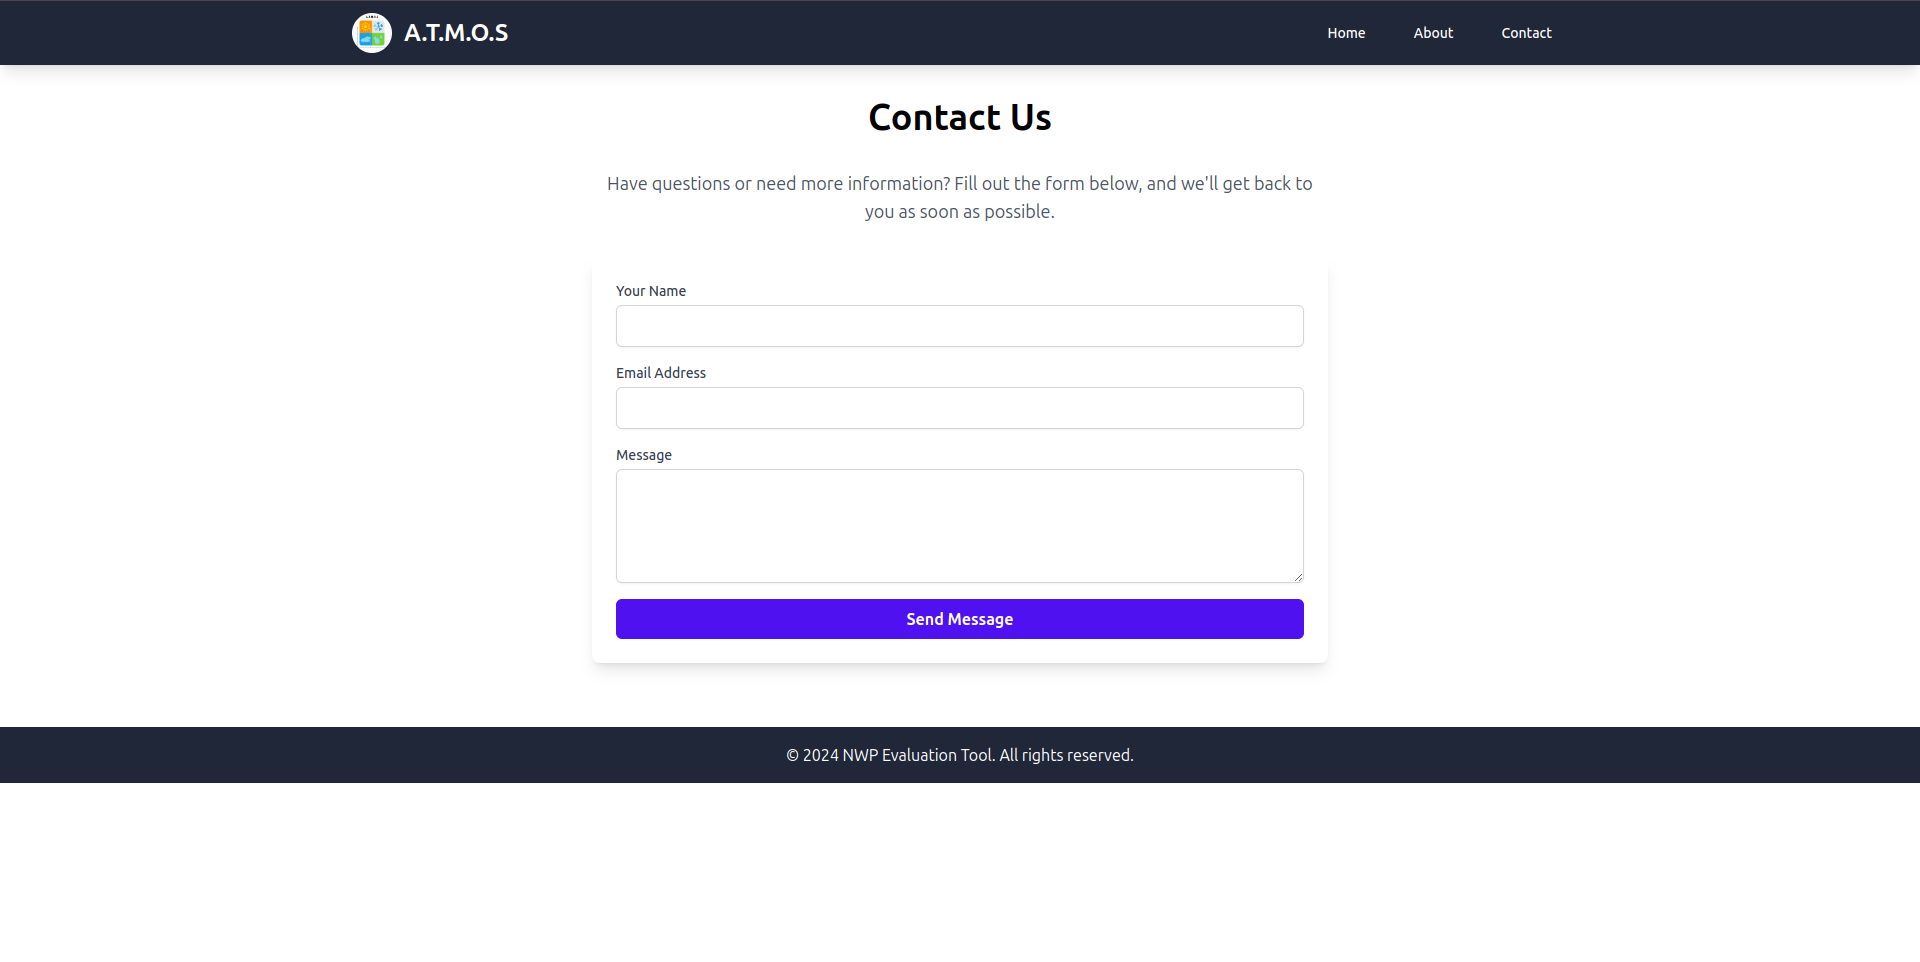 A.T.M.O.S
Home
About
Contact
Contact Us
Have questions or need more information? Fill out the form below, and we'll get back to
you as soon as possible.
Your Name
Email Address
Message
Send Message
© 2024 NWP Evaluation Tool. All rights reserved.